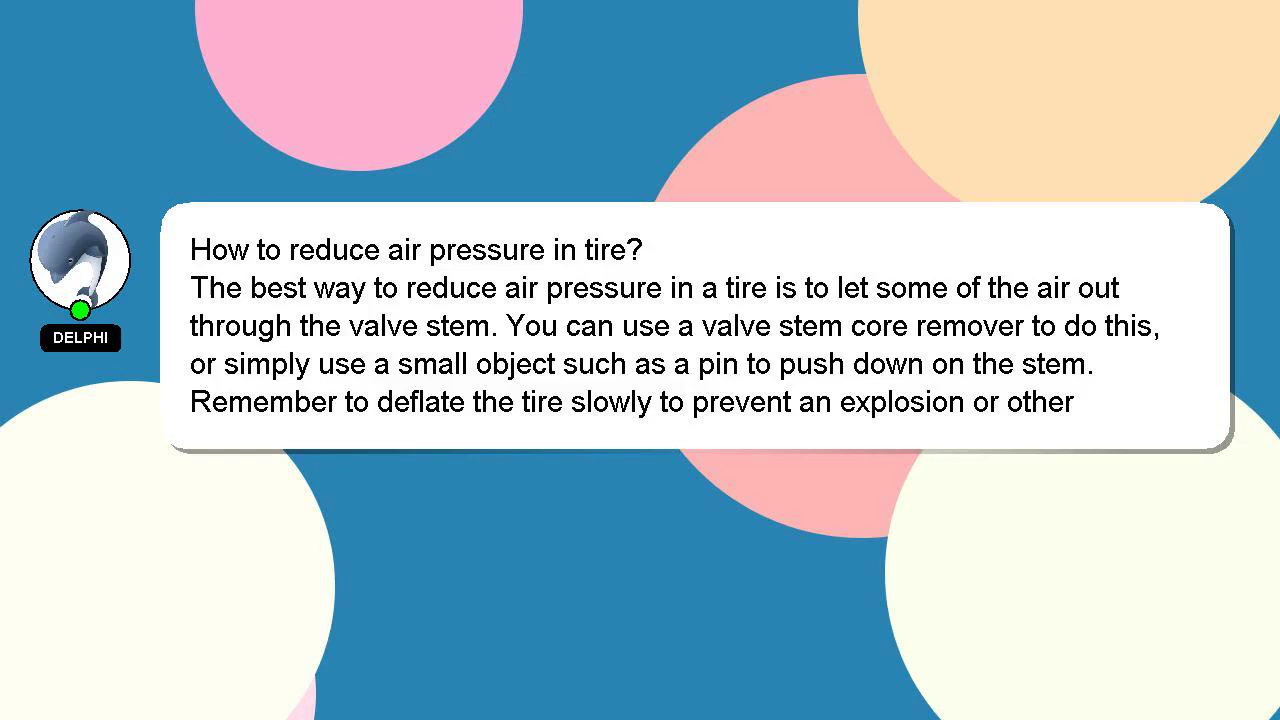 How to reduce air pressure in tire?
The best way to reduce air pressure in a tire is to let some of the air out
through the valve stem. You can use a valve stem core remover to do this,
or simply use a small object such as a pin to push down on the stem.
Remember to deflate the tire slowly to prevent an explosion or other
DELPHI